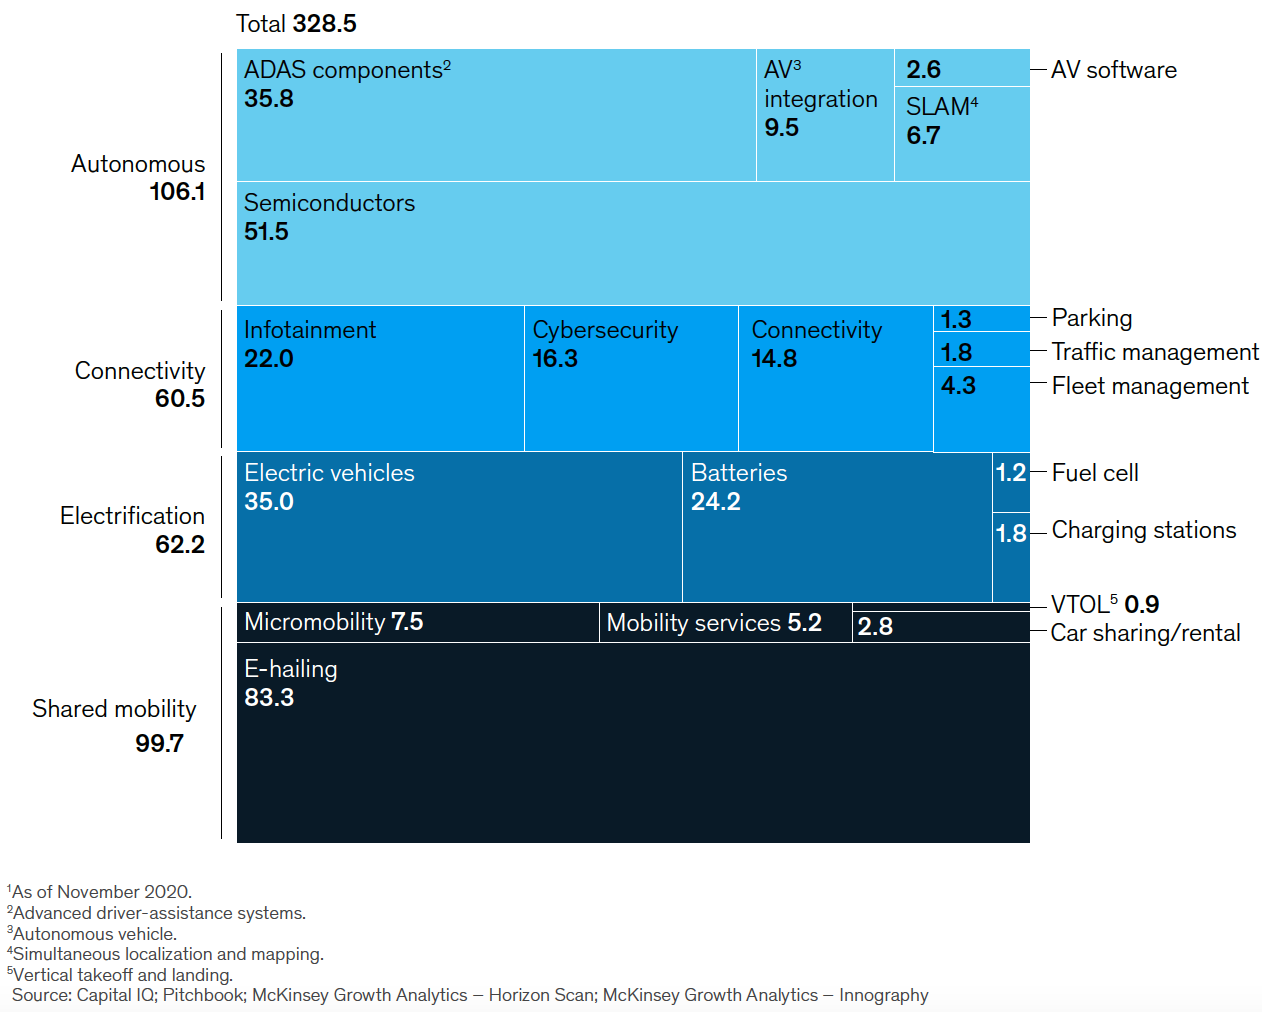 Total 328.5
Autonomous
106.1
ADAS components²
35.8
AV³
integration
9.5
2.6
AV software
SLAM⁴
6.7
Semiconductors
51.5
Connectivity
60.5
Infotainment
22.0
Cybersecurity
16.3
Connectivity
14.8
1.3
Parking
1.8
Traffic management
4.3
Fleet management
Electrification
62.2
Electric vehicles
35.0
Batteries
24.2
1.2
Fuel cell
1.8
Charging stations
Shared mobility
99.7
Micromobility 7.5
Mobility services 5.2
VTOL⁵ 0.9
2.8
Car sharing/rental
E-hailing
83.3
¹As of November 2020.
²Advanced driver-assistance systems.
³Autonomous vehicle.
⁴Simultaneous localization and mapping.
⁵Vertical takeoff and landing.
Source: Capital IQ; Pitchbook; McKinsey Growth Analytics – Horizon Scan; McKinsey Growth Analytics – Innography